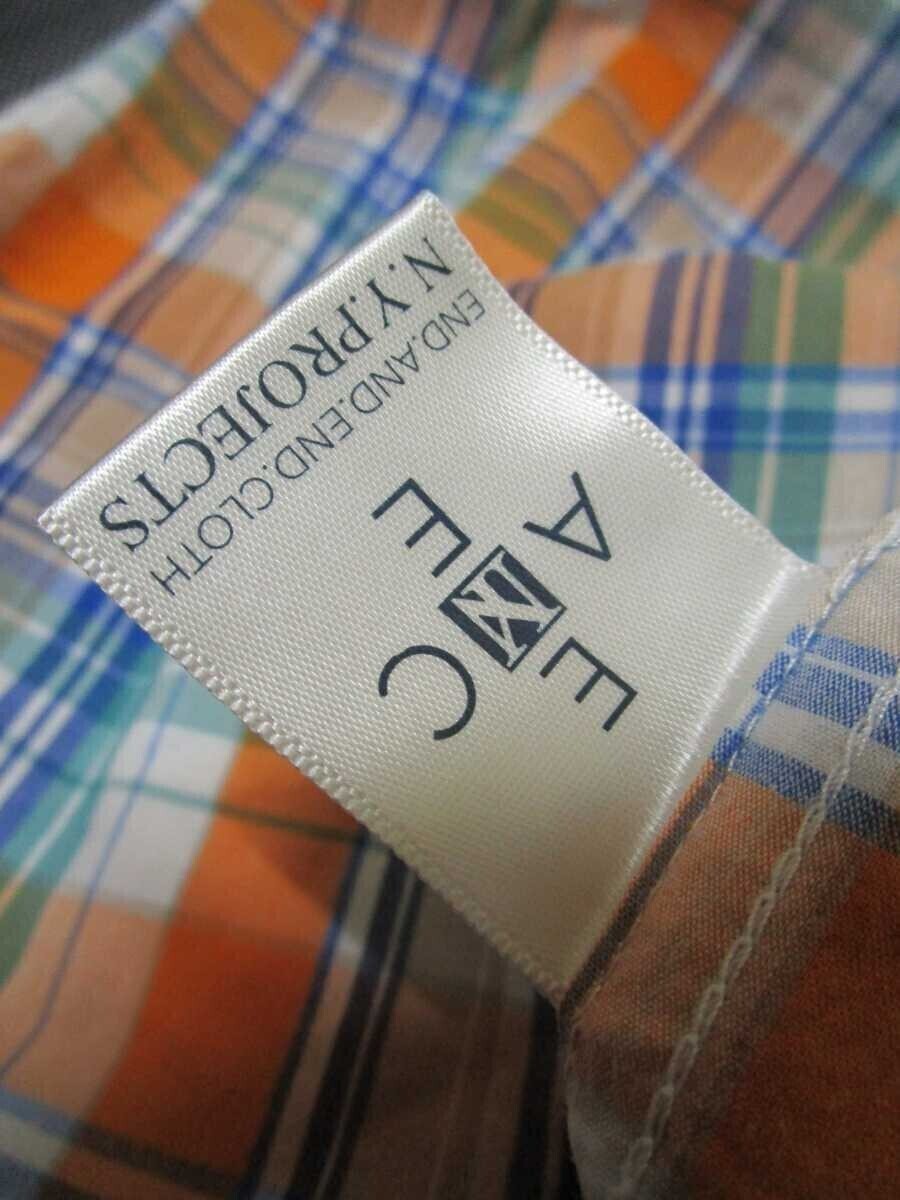 E
A N C
E
END.AND.END.CLOTH
N.Y.PROJECTS